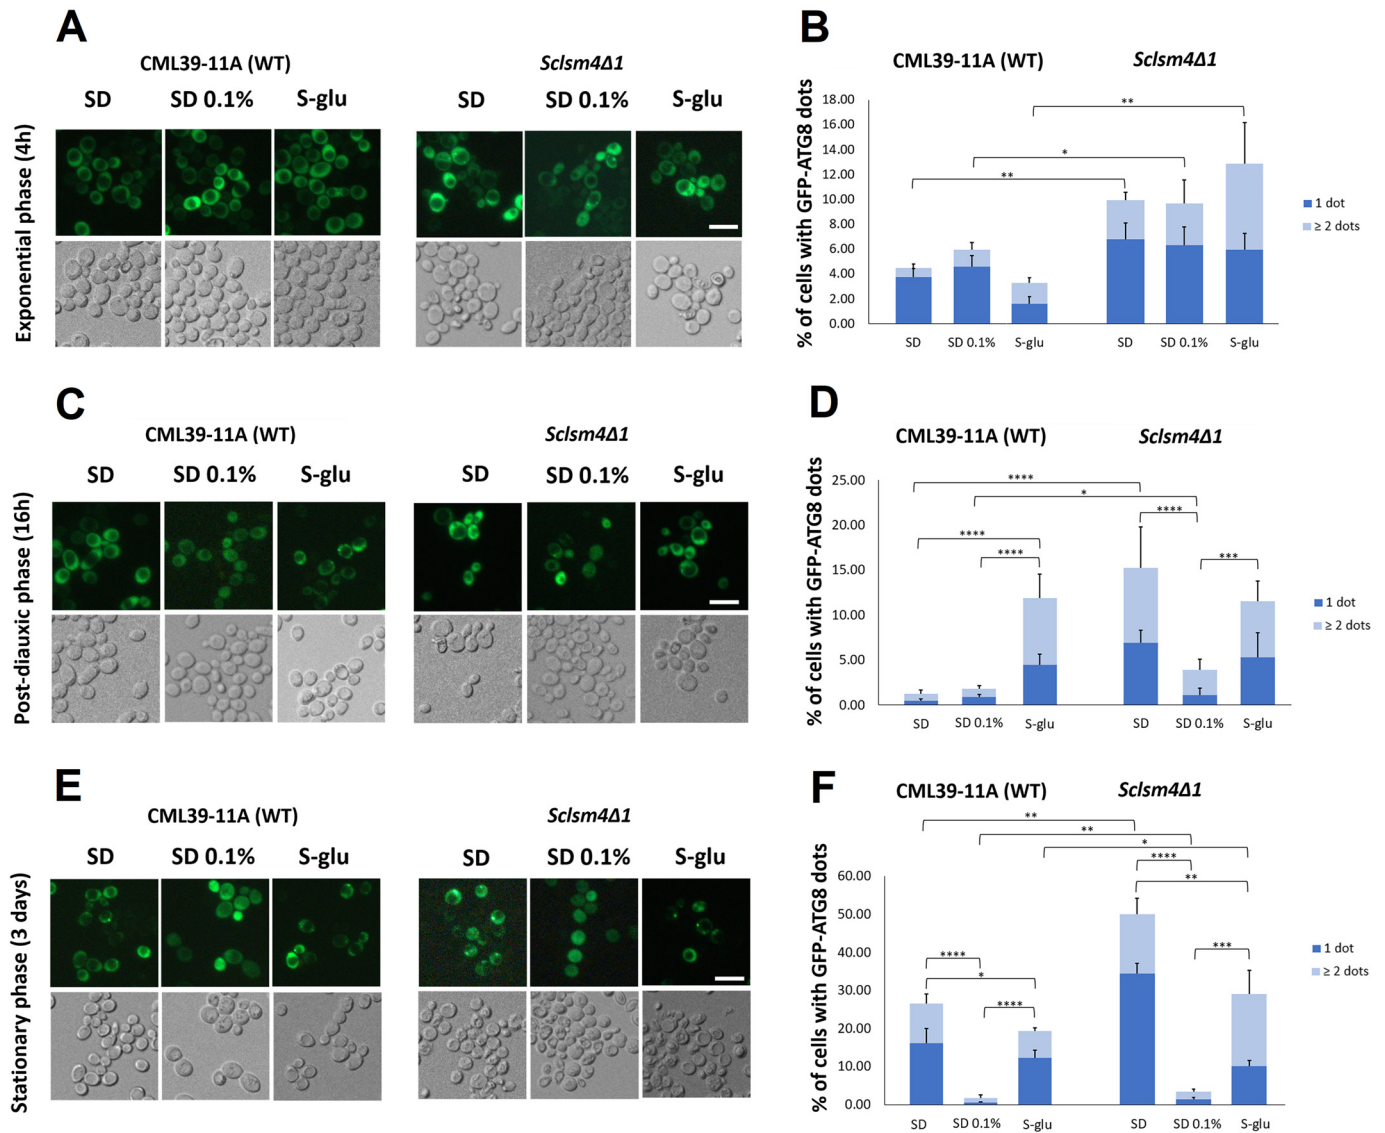 A
CML39-11A (WT)
Sclsm4Δ1
SD
SD 0.1%
S-glu
SD
SD 0.1%
S-glu
Exponential phase (4h)
B
CML39-11A (WT)
Sclsm4Δ1
% of cells with GFP-ATG8 dots
18.00
16.00
14.00
12.00
10.00
8.00
6.00
4.00
2.00
0.00
**
*
**
SD
SD 0.1%
S-glu
SD
SD 0.1%
S-glu
1 dot
≥ 2 dots
C
CML39-11A (WT)
Sclsm4Δ1
SD
SD 0.1%
S-glu
SD
SD 0.1%
S-glu
Post-diauxic phase (16h)
D
CML39-11A (WT)
Sclsm4Δ1
% of cells with GFP-ATG8 dots
25.00
20.00
15.00
10.00
5.00
0.00
****
*
****
****
****
***
SD
SD 0.1%
S-glu
SD
SD 0.1%
S-glu
1 dot
≥ 2 dots
E
CML39-11A (WT)
Sclsm4Δ1
SD
SD 0.1%
S-glu
SD
SD 0.1%
S-glu
Stationary phase (3 days)
F
CML39-11A (WT)
Sclsm4Δ1
% of cells with GFP-ATG8 dots
60.00
50.00
40.00
30.00
20.00
10.00
0.00
**
**
*
****
**
****
*
****
***
SD
SD 0.1%
S-glu
SD
SD 0.1%
S-glu
1 dot
≥ 2 dots